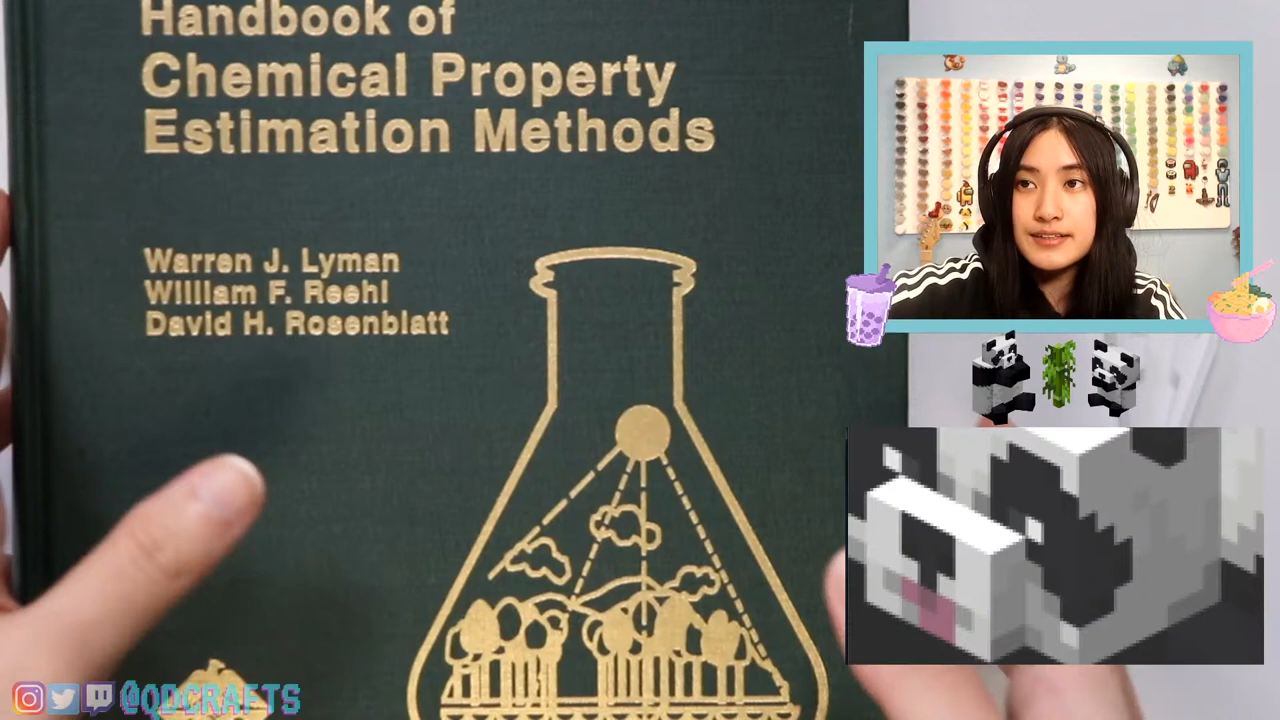 Handbook of
Chemical Property
Estimation Methods
Warren J. Lyman
William F. Reehl
David H. Rosenblatt
@QDCRAFTS